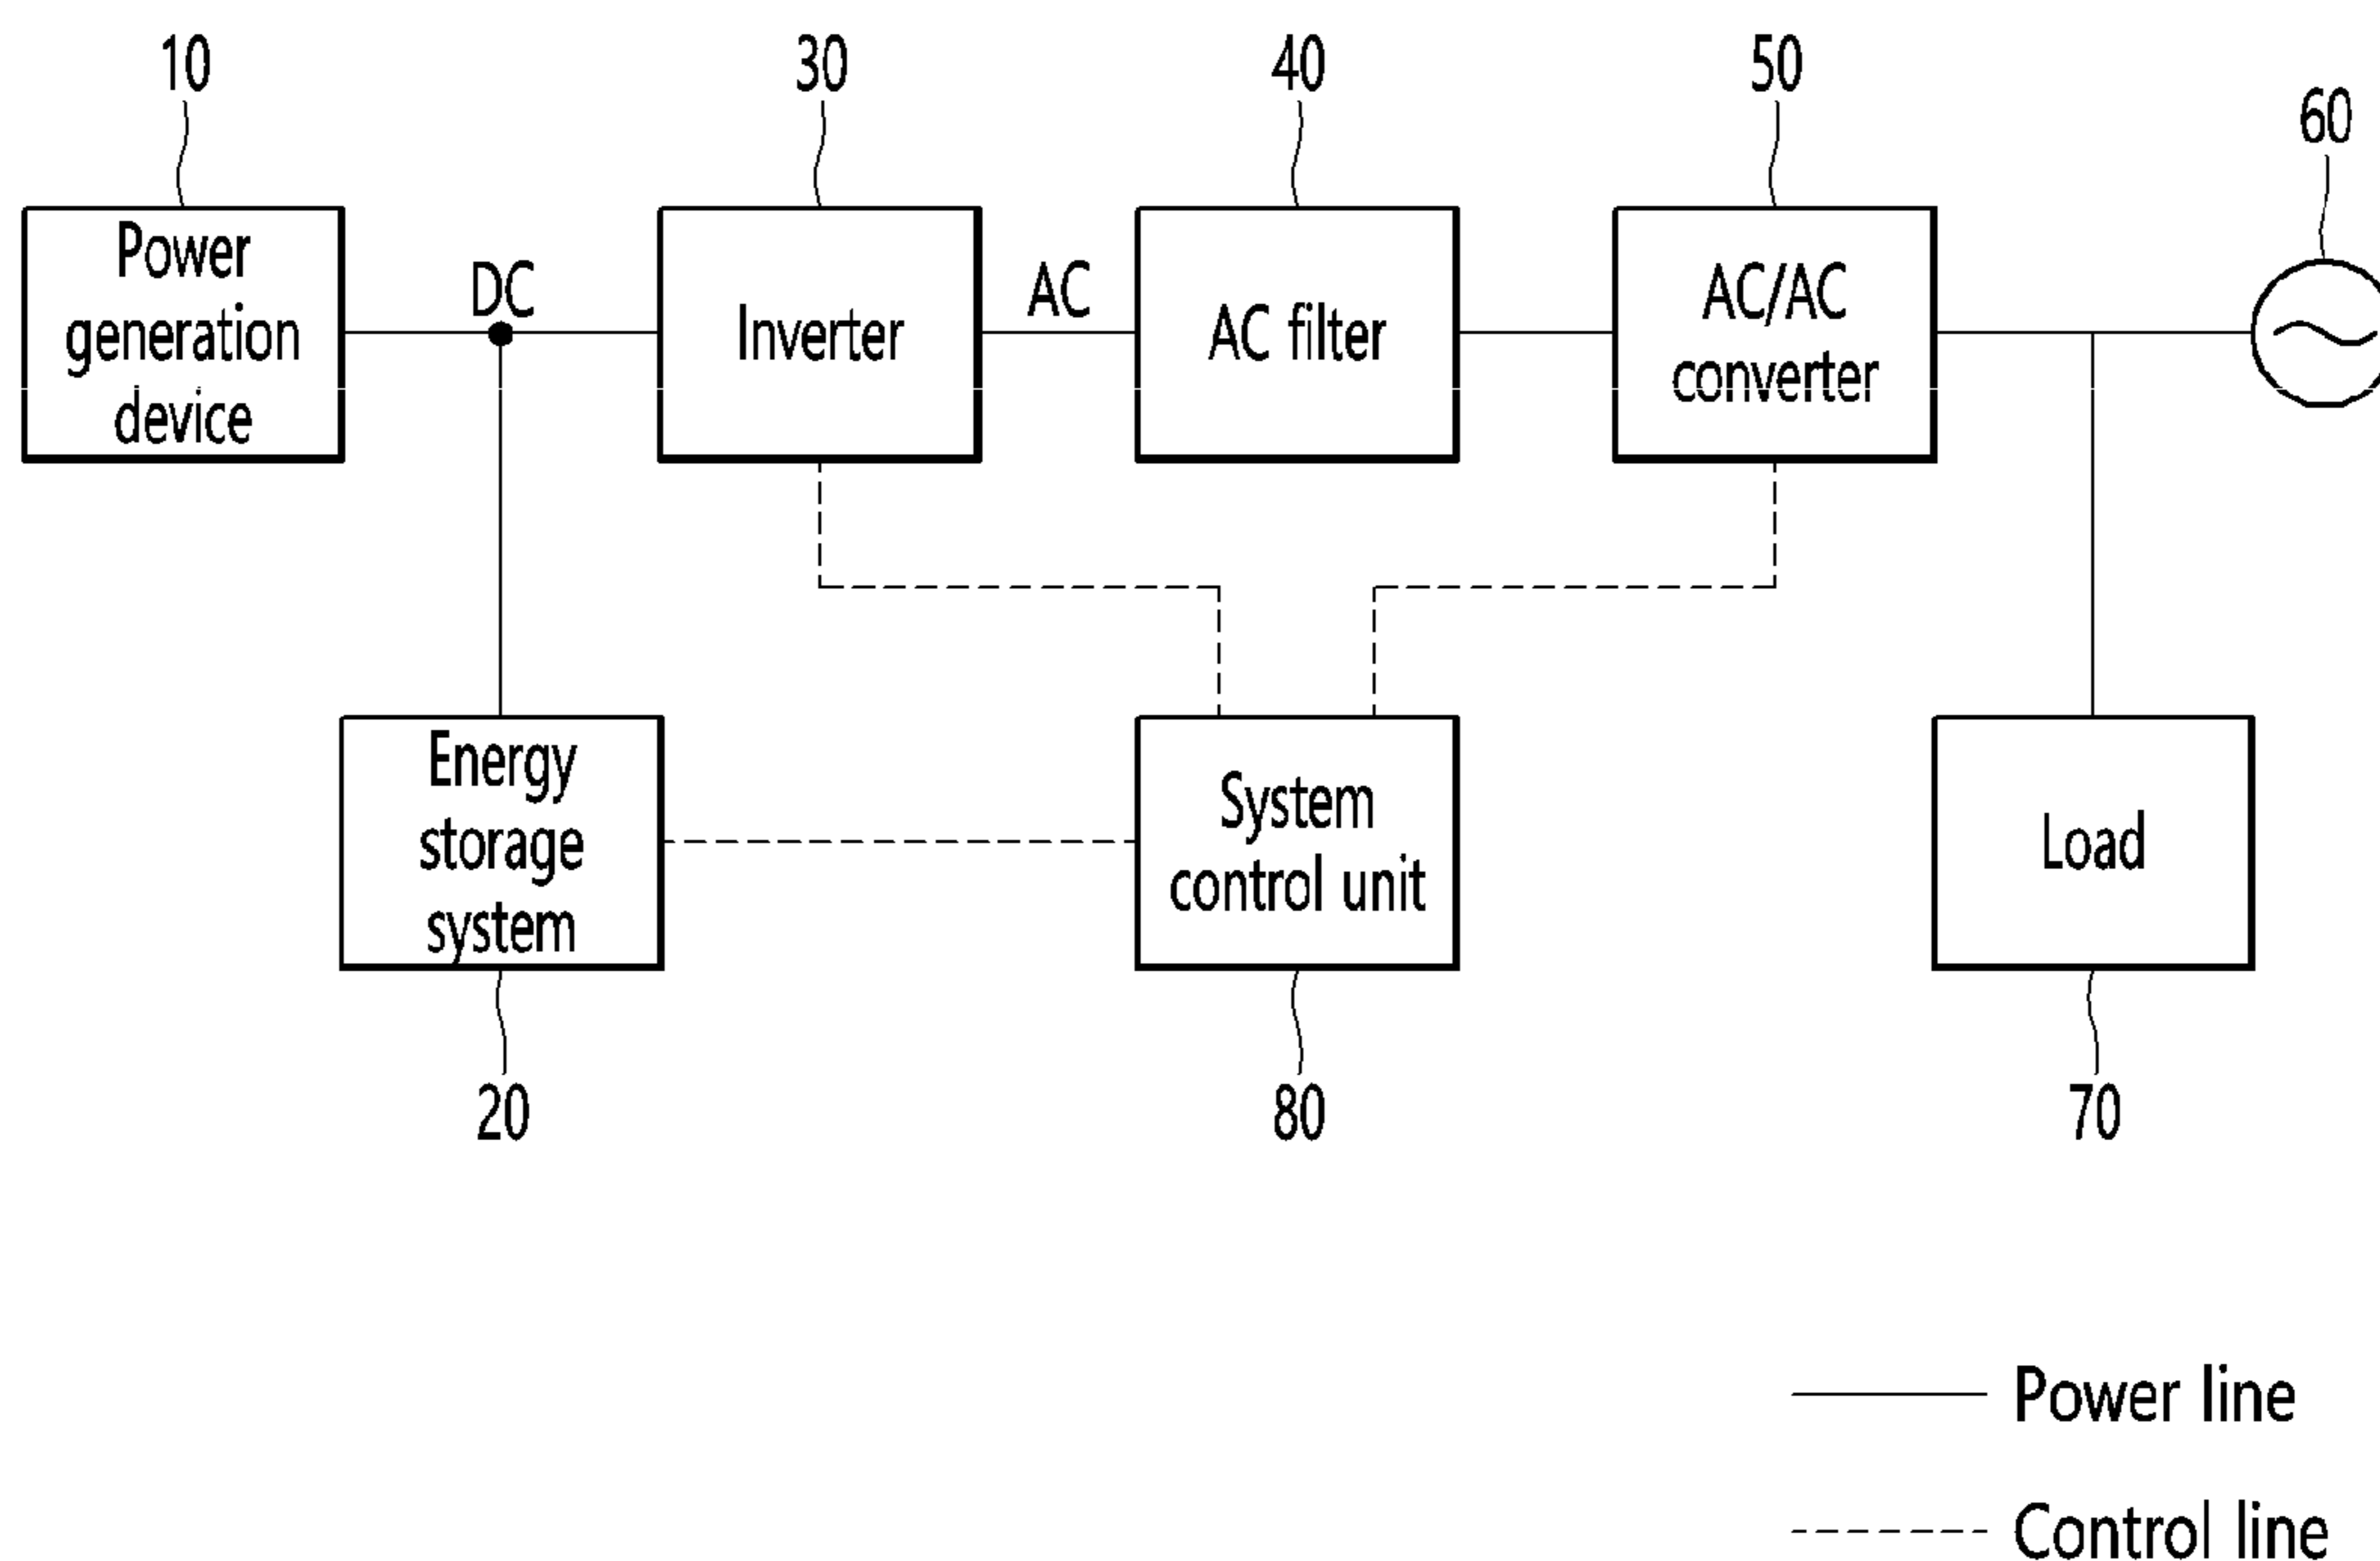 10
30
40
50
60
Power
generation
device
DC
Inverter
AC
AC filter
AC/AC
converter
Energy
storage
system
System
control unit
Load
20
80
70
Power line
Control line